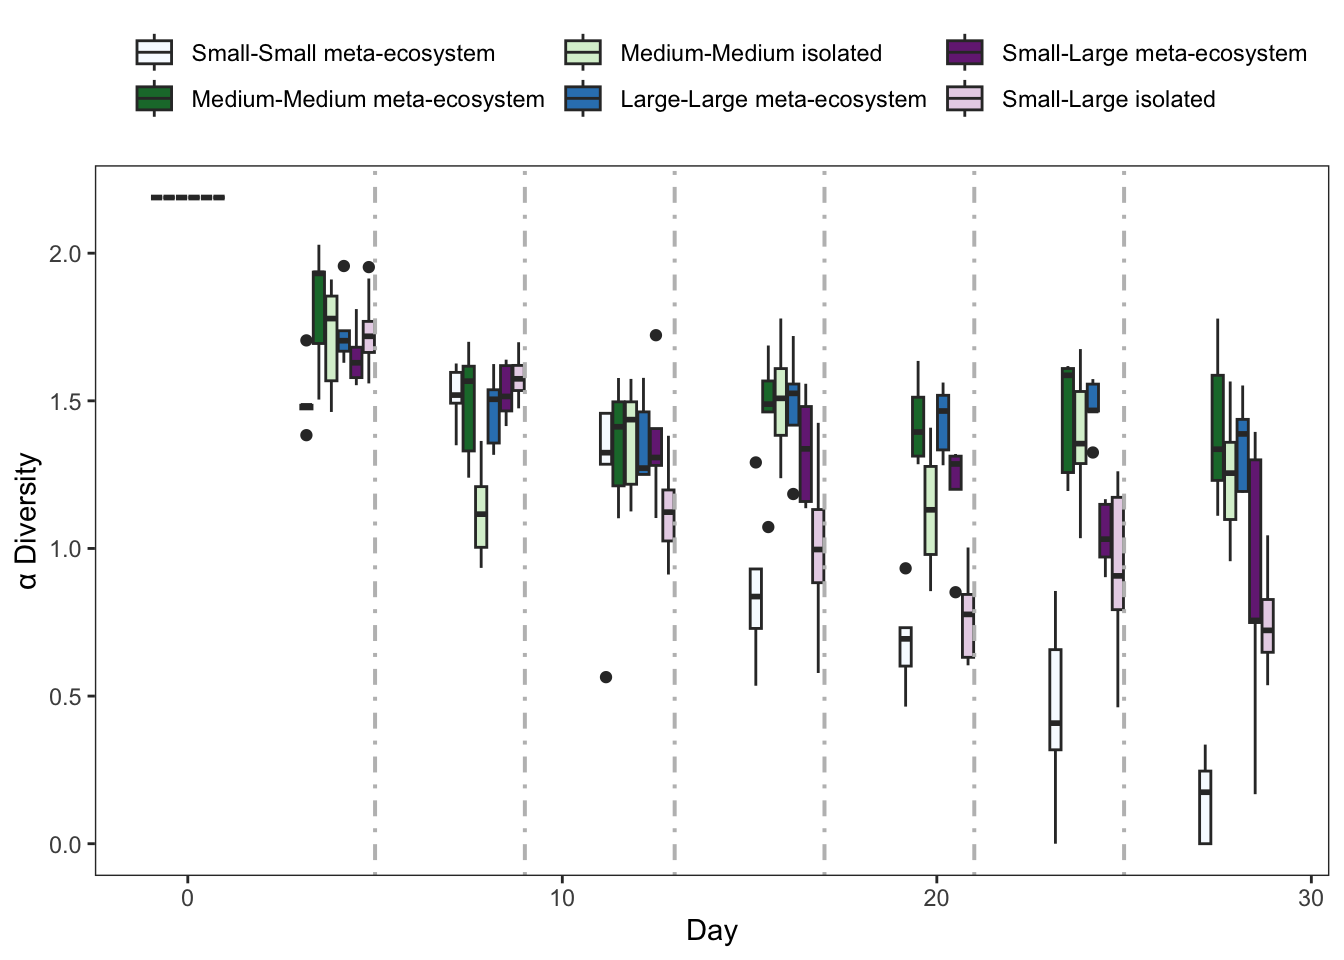 Small-Small meta-ecosystem Medium-Medium isolated Small-Large meta-ecosystem
Medium-Medium meta-ecosystem Large-Large meta-ecosystem Small-Large isolated
2.0
1.5
1.0
0.5
0.0
α Diversity
0 10 20 30
Day